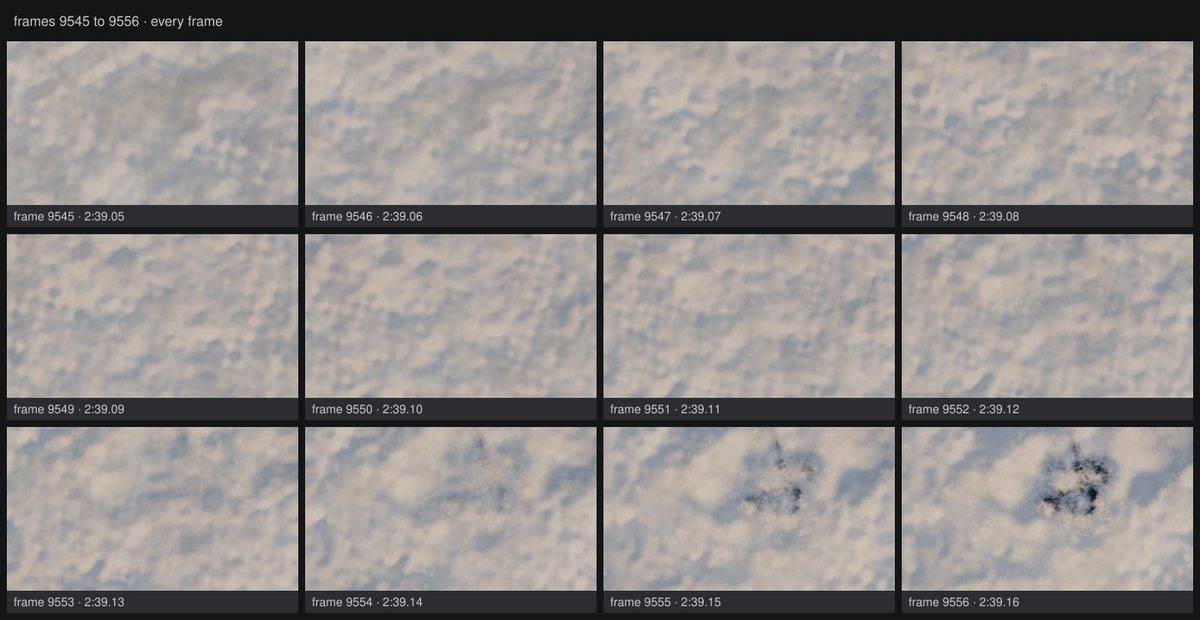 frames 9545 to 9556 · every frame
frame 9545 · 2:39.05
frame 9546 · 2:39.06
frame 9547 · 2:39.07
frame 9548 · 2:39.08
frame 9549 · 2:39.09
frame 9550 · 2:39.10
frame 9551 · 2:39.11
frame 9552 · 2:39.12
frame 9553 · 2:39.13
frame 9554 · 2:39.14
frame 9555 · 2:39.15
frame 9556 · 2:39.16